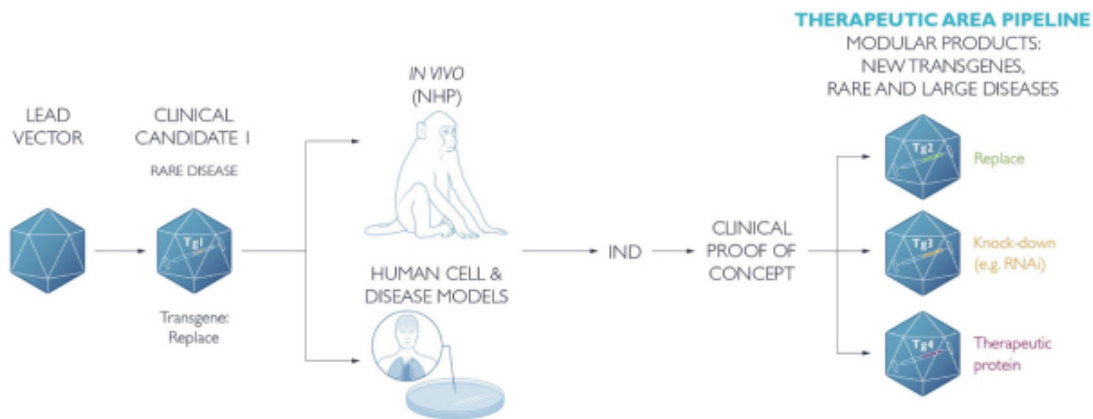 THERAPEUTIC AREA PIPELINE
MODULAR PRODUCTS:
NEW TRANSGENES,
RARE AND LARGE DISEASES
LEAD
VECTOR
CLINICAL
CANDIDATE I
RARE DISEASE
Tg1
Transgene:
Replace
IN VIVO
(NHP)
HUMAN CELL &
DISEASE MODELS
IND
CLINICAL
PROOF OF
CONCEPT
Tg2
Replace
Tg3
Knock-down
(e.g. RNAi)
Tg4
Therapeutic
protein